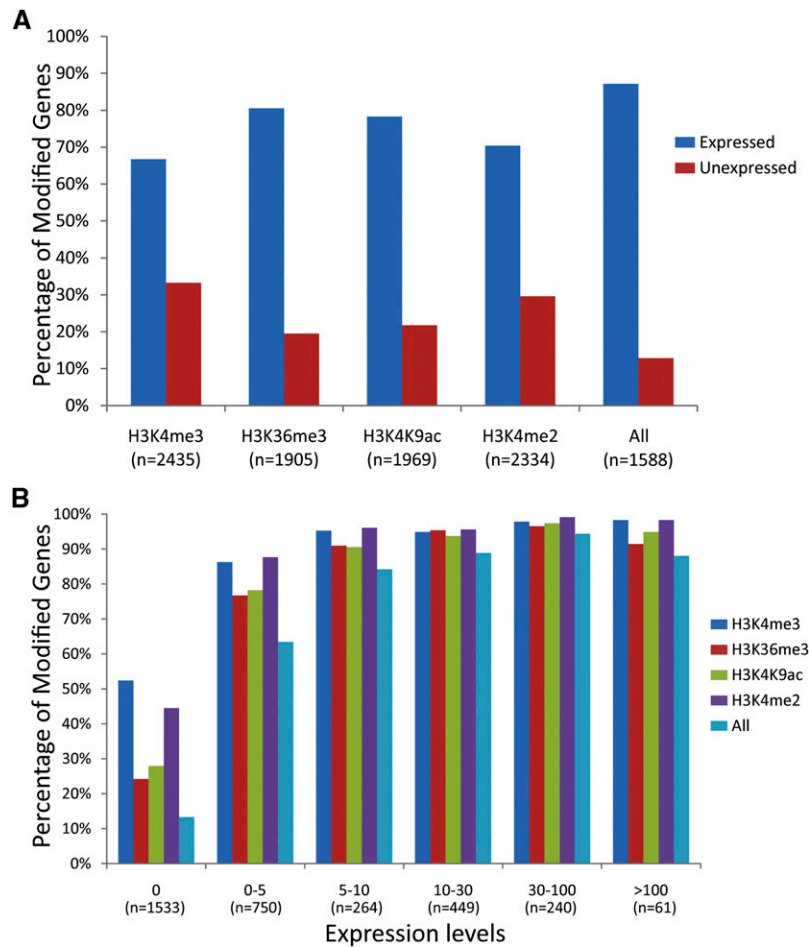 A
Percentage of Modified Genes
100%
90%
80%
70%
60%
50%
40%
30%
20%
10%
0%
H3K4me3 H3K36me3 H3K4K9ac H3K4me2 All
(n=2435) (n=1905) (n=1969) (n=2334) (n=1588)
Expressed
Unexpressed
B
Percentage of Modified Genes
100%
90%
80%
70%
60%
50%
40%
30%
20%
10%
0%
0 0-5 5-10 10-30 30-100 >100
(n=1533) (n=750) (n=264) (n=449) (n=240) (n=61)
Expression levels
H3K4me3
H3K36me3
H3K4K9ac
H3K4me2
All